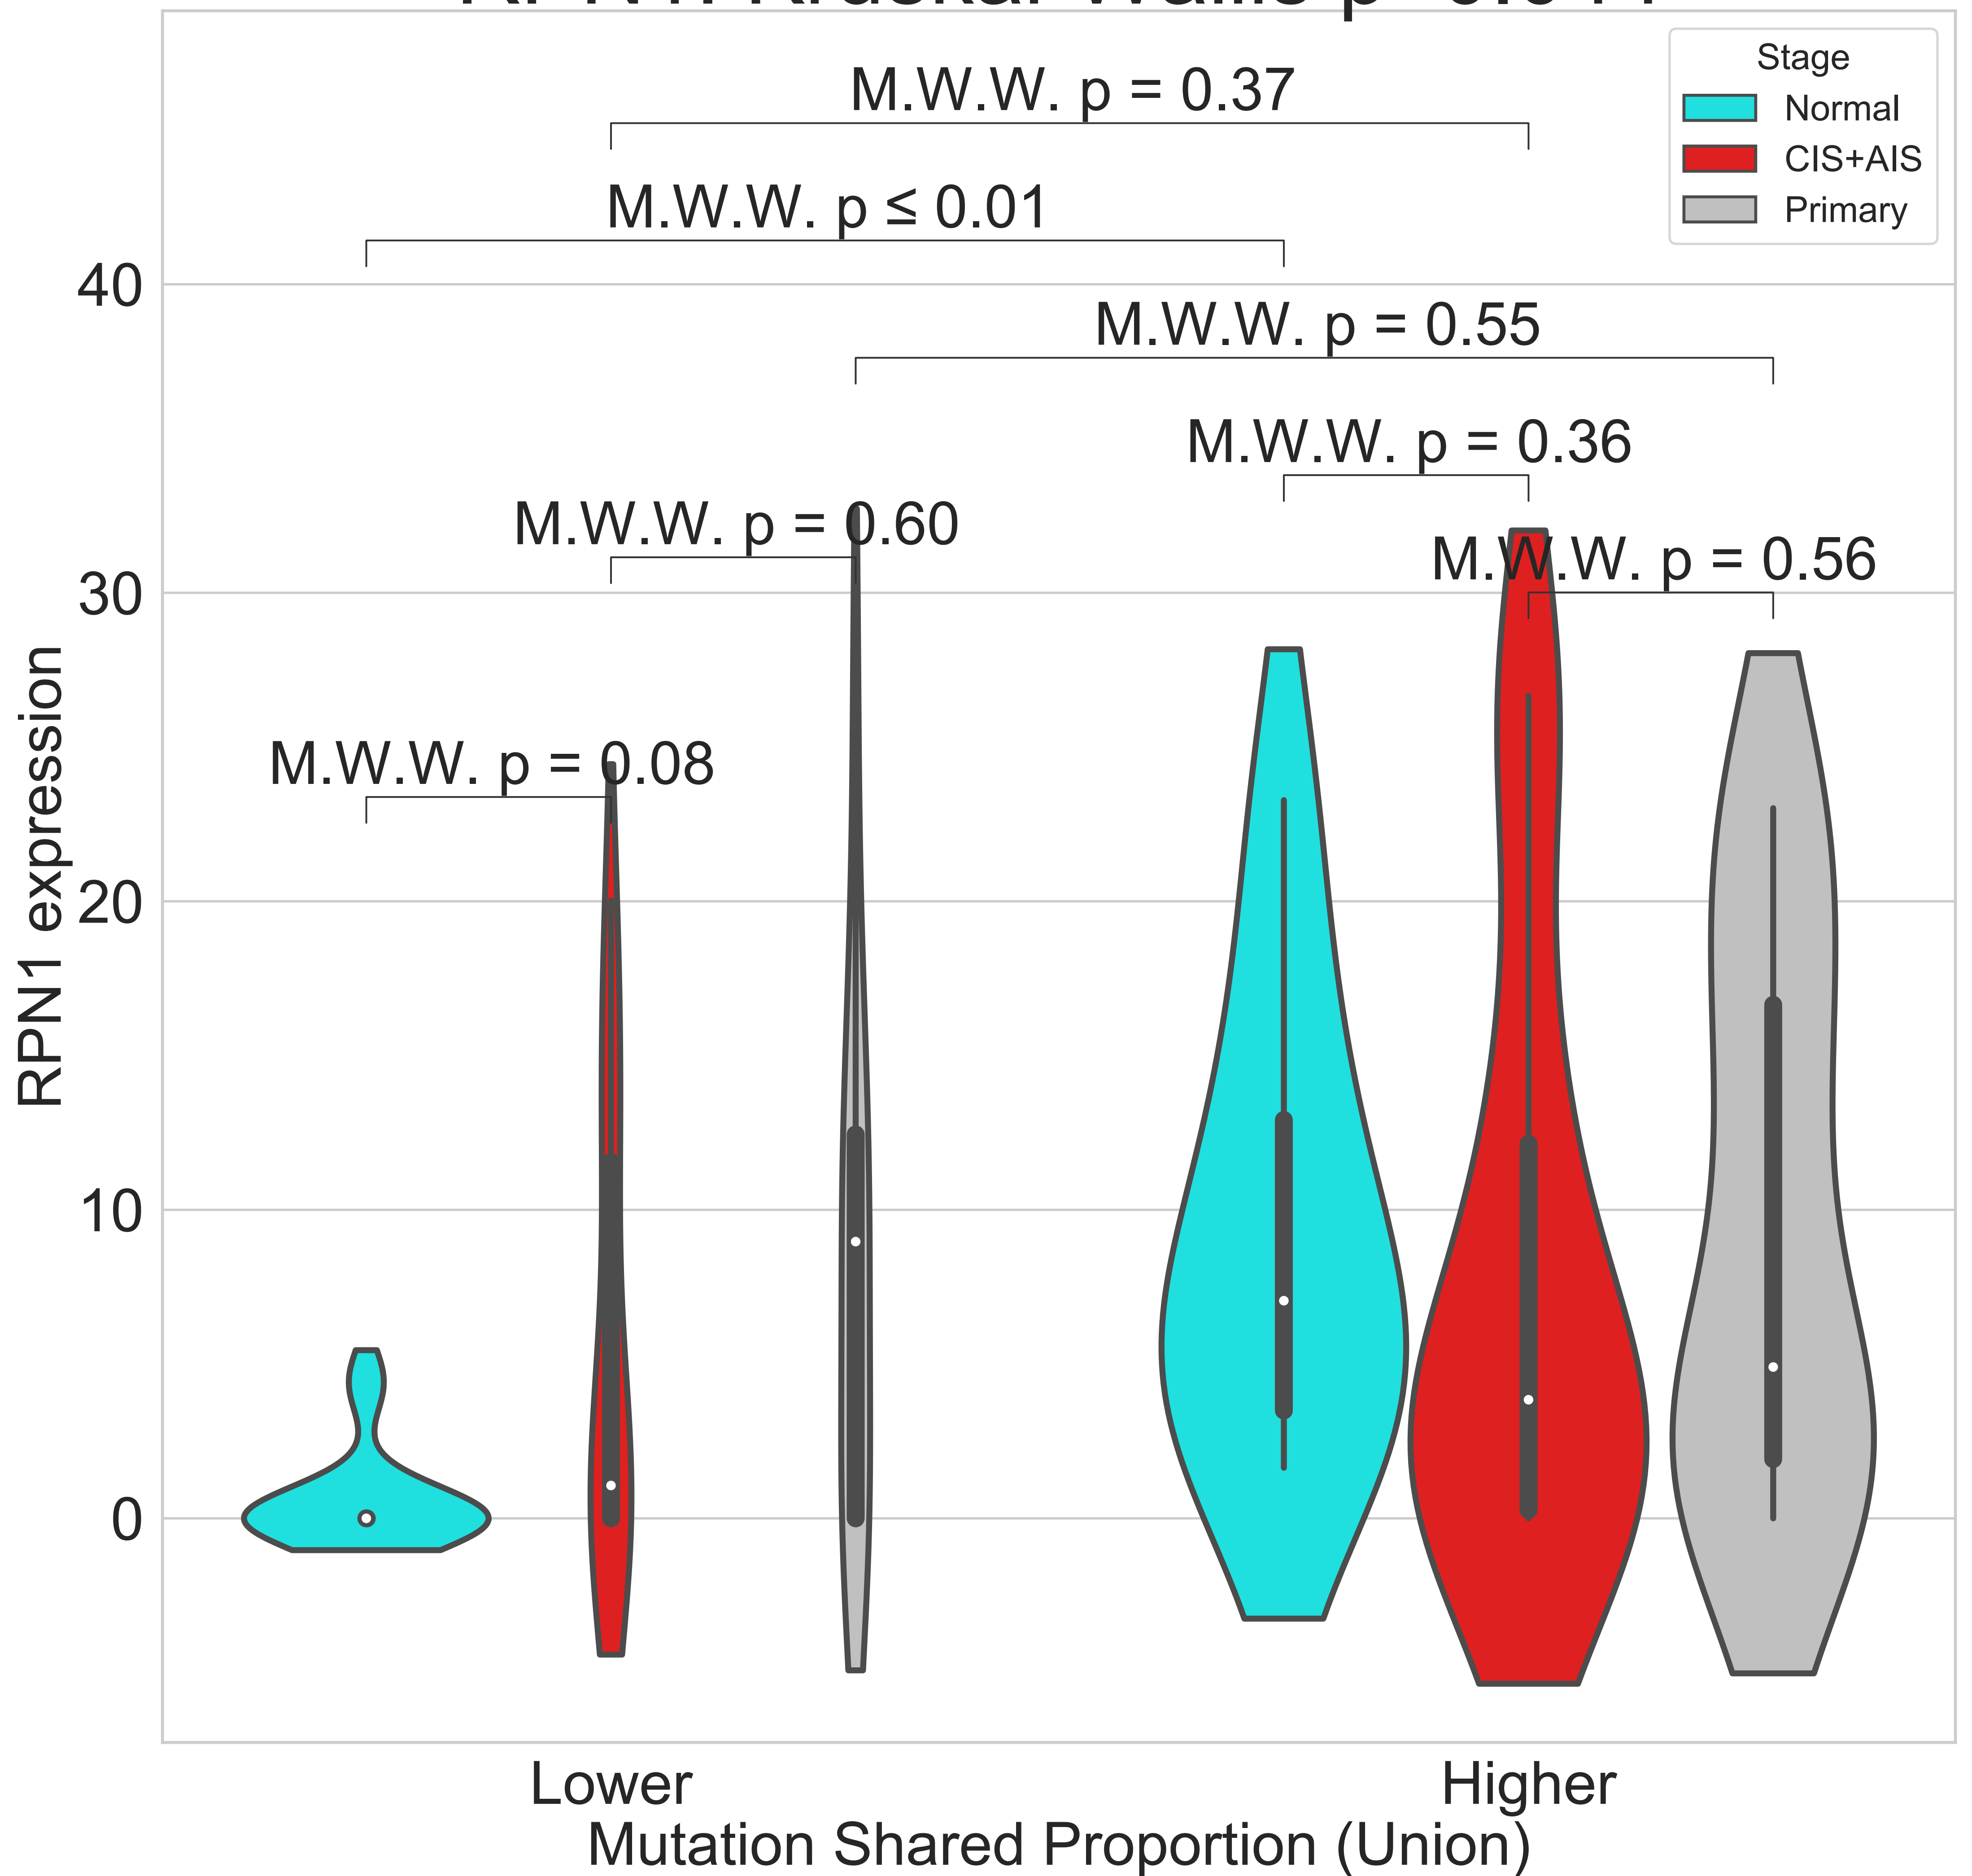 Stage
Normal
CIS+AIS
Primary
M.W.W. p = 0.37
M.W.W. p ≤ 0.01
M.W.W. p = 0.55
M.W.W. p = 0.36
M.W.W. p = 0.60
M.W.W. p = 0.56
M.W.W. p = 0.08
40
30
20
10
0
RPN1 expression
Lower
Higher
Mutation Shared Proportion (Union)